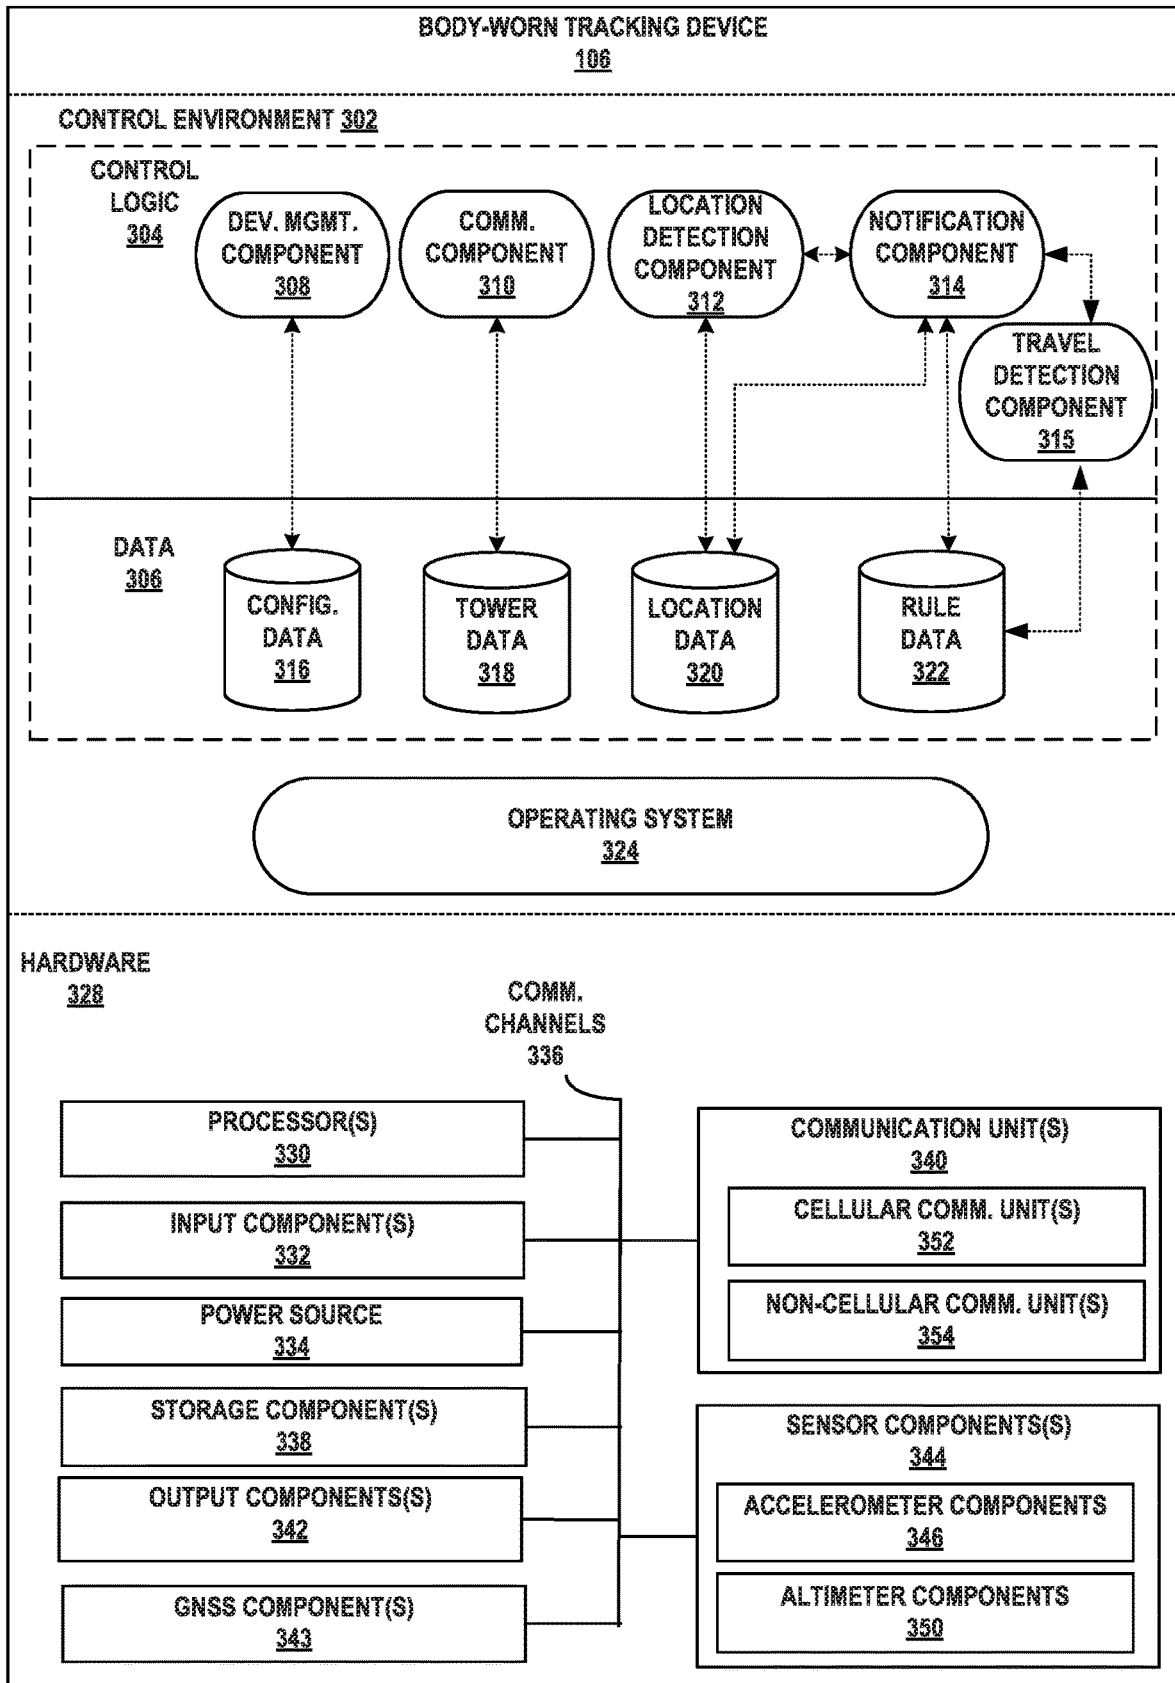 BODY-WORN TRACKING DEVICE
106
CONTROL ENVIRONMENT 302
CONTROL
LOGIC
304
DEV. MGMT.
COMPONENT
308
COMM.
COMPONENT
310
LOCATION
DETECTION
COMPONENT
312
NOTIFICATION
COMPONENT
314
TRAVEL
DETECTION
COMPONENT
315
DATA
306
CONFIG.
DATA
316
TOWER
DATA
318
LOCATION
DATA
320
RULE
DATA
322
OPERATING SYSTEM
324
HARDWARE
328
COMM.
CHANNELS
336
PROCESSOR(S)
330
INPUT COMPONENT(S)
332
POWER SOURCE
334
STORAGE COMPONENT(S)
338
OUTPUT COMPONENTS(S)
342
GNSS COMPONENT(S)
343
COMMUNICATION UNIT(S)
340
CELLULAR COMM. UNIT(S)
352
NON-CELLULAR COMM. UNIT(S)
354
SENSOR COMPONENTS(S)
344
ACCELEROMETER COMPONENTS
346
ALTIMETER COMPONENTS
350